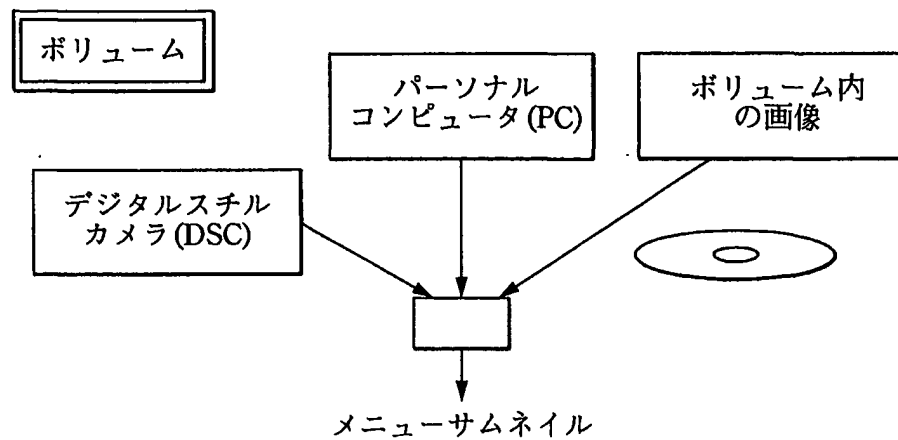 ボリューム
パーソナル
コンピュータ(PC)
ボリューム内
の画像
デジタルスチル
カメラ(DSC)
メニューサムネイル